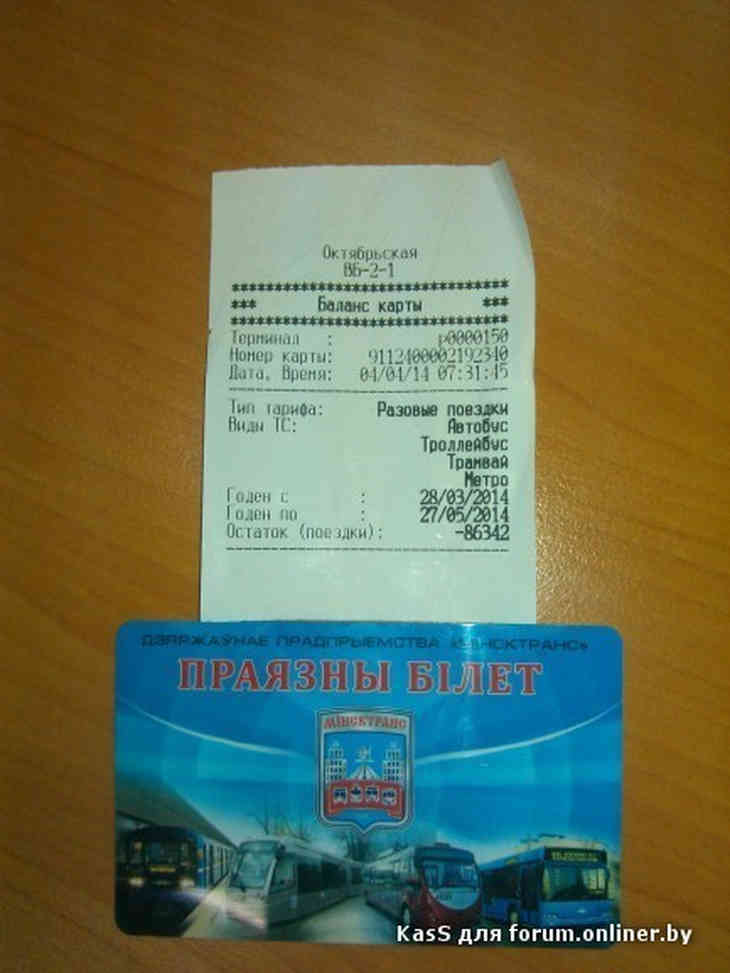 Октябрьская
ВБ-2-1
********************************
*** Баланс карты ***
********************************
Терминал : p0000150
Номер карты: 9112400002192340
Дата, Время: 04/04/14 07:31:45
Тип тарифа: Разовые поездки
Виды ТС: Автобус
Троллейбус
Трамвай
Метро
Годен с : 28/03/2014
Годен по : 27/05/2014
Остаток (поездки): -86342
ДЗЯРЖАЎНАЕ ПРАДПРЫЕМСТВА «МІНСКТРАНС»
ПРАЯЗНЫ БІЛЕТ
МІНСКТРАНС
KasS для forum.onliner.by